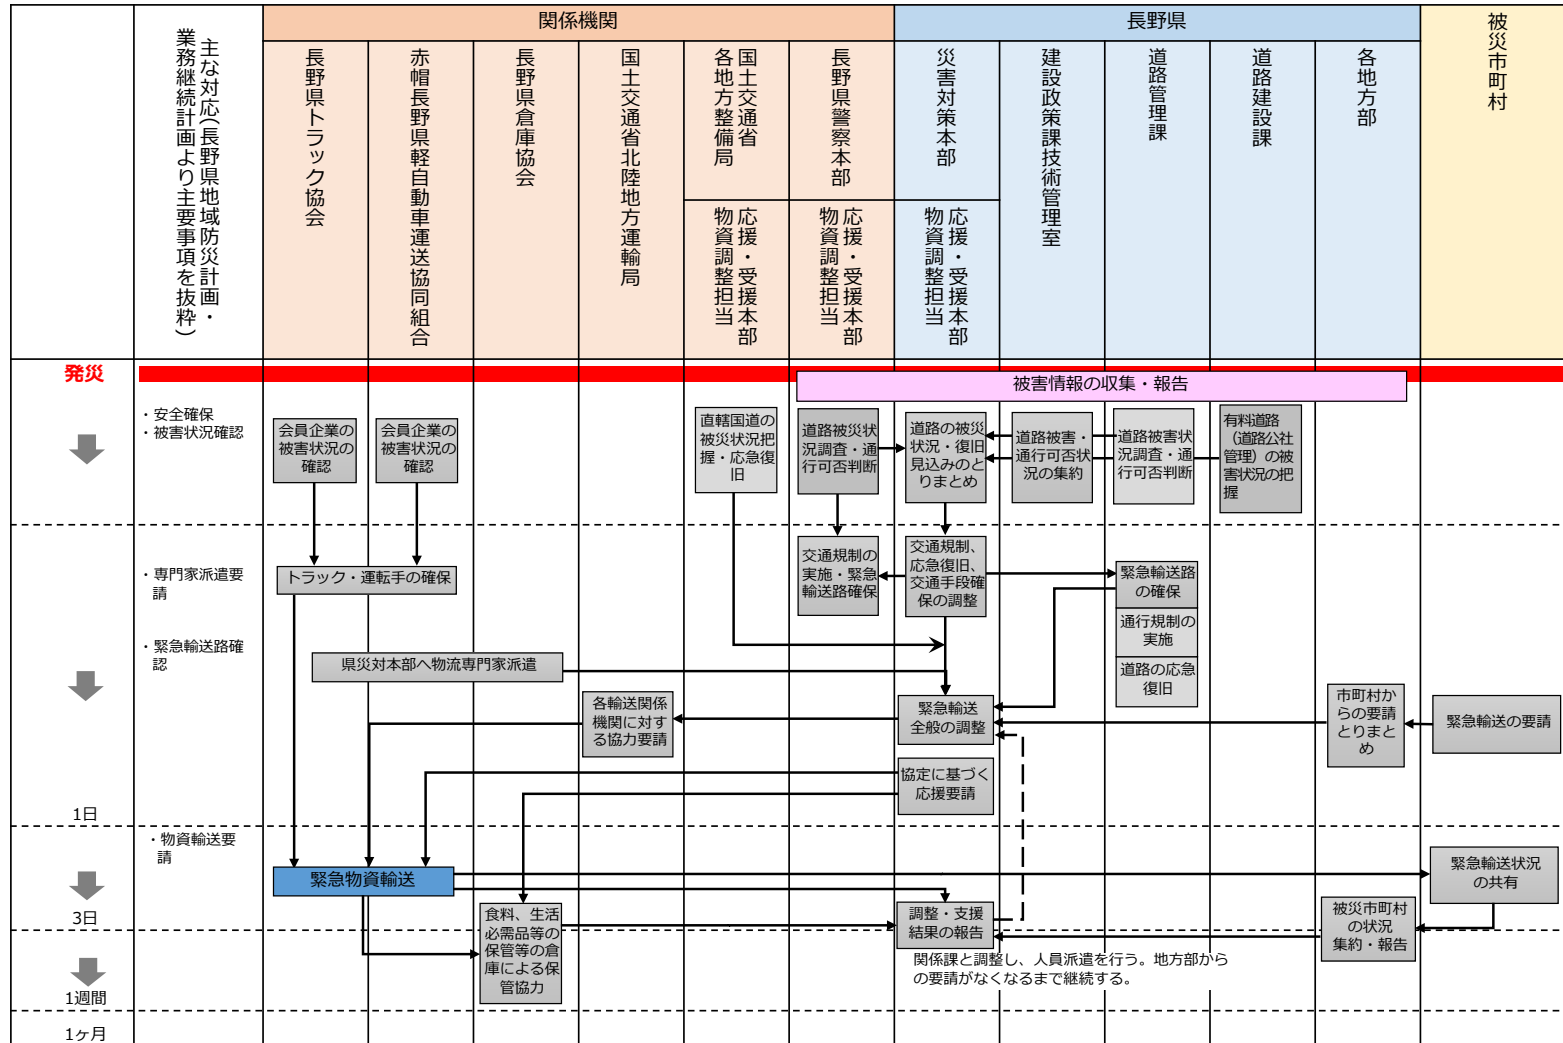 主な対応(長野県地域防災計画・
業務継続計画より主要事項を抜粋)
関係機関
長野県
被災市町村
長野県トラック協会
赤帽長野県軽自動車運送協同組合
長野県倉庫協会
国土交通省北陸地方運輸局
国土交通省
各地方整備局
長野県警察本部
災害対策本部
建設政策課技術管理室
道路管理課
道路建設課
各地方部
応援・受援本部
物資調整担当
応援・受援本部
物資調整担当
応援・受援本部
物資調整担当
発災
被害情報の収集・報告
・安全確保
・被害状況確認
会員企業の
被害状況の
確認
会員企業の
被害状況の
確認
直轄国道の
被災状況把
握・応急復
旧
道路被災状
況調査・通
行可否判断
道路の被災
状況・復旧
見込みのと
りまとめ
道路被害・
通行可否状
況の集約
道路被害状
況調査・通
行可否判断
有料道路
(道路公社
管理)の被
害状況の把
握
・専門家派遣要
請
トラック・運転手の確保
交通規制の
実施・緊急
輸送路確保
交通規制、
応急復旧、
交通手段確
保の調整
緊急輸送路
の確保
通行規制の
実施
道路の応急
復旧
・緊急輸送路確
認
県災対本部へ物流専門家派遣
各輸送関係
機関に対す
る協力要請
緊急輸送
全般の調整
市町村か
らの要請
とりまと
め
緊急輸送の要請
協定に基づく
応援要請
1日
・物資輸送要
請
緊急物資輸送
緊急輸送状況
の共有
3日
食料、生活
必需品等の
保管等の倉
庫による保
管協力
調整・支援
結果の報告
被災市町村
の状況
集約・報告
関係課と調整し、人員派遣を行う。地方部から
の要請がなくなるまで継続する。
1週間
1ヶ月